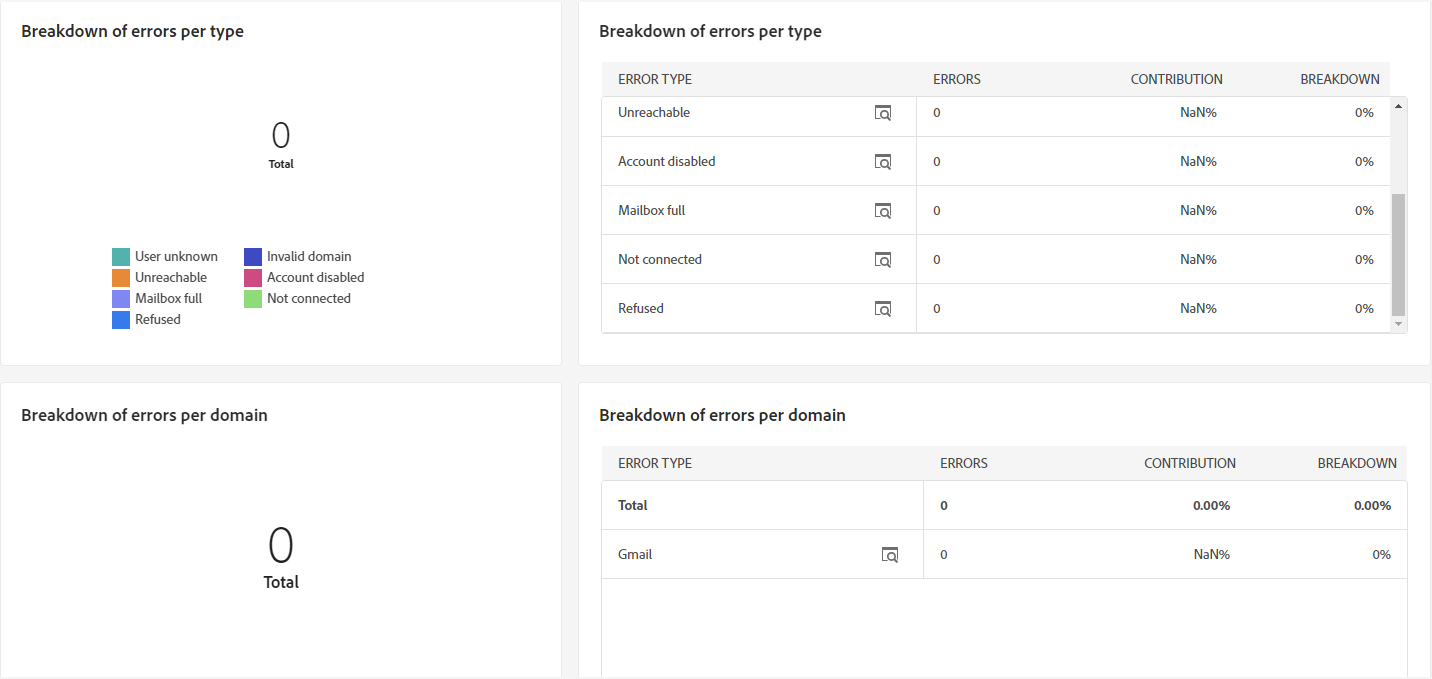 Breakdown of errors per type
0
Total
User unknown Invalid domain
Unreachable Account disabled
Mailbox full Not connected
Refused
Breakdown of errors per type
ERROR TYPE ERRORS CONTRIBUTION BREAKDOWN
Unreachable 0 NaN% 0%
Account disabled 0 NaN% 0%
Mailbox full 0 NaN% 0%
Not connected 0 NaN% 0%
Refused 0 NaN% 0%
Breakdown of errors per domain
0
Total
Breakdown of errors per domain
ERROR TYPE ERRORS CONTRIBUTION BREAKDOWN
Total 0 0.00% 0.00%
Gmail 0 NaN% 0%